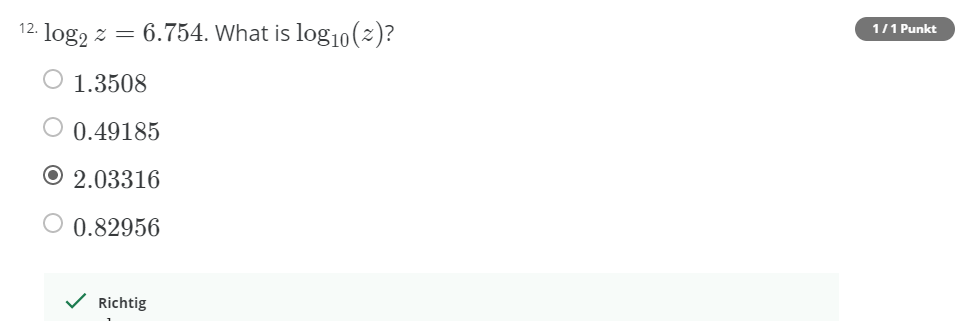 12. log₂ z = 6.754. What is log₁₀(z)?
1 / 1 Punkt
1.3508
0.49185
2.03316
0.82956
Richtig